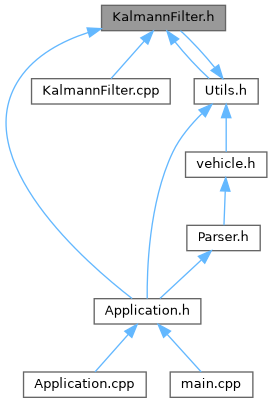 KalmannFilter.h
KalmannFilter.cpp
Utils.h
vehicle.h
Parser.h
Application.h
Application.cpp
main.cpp